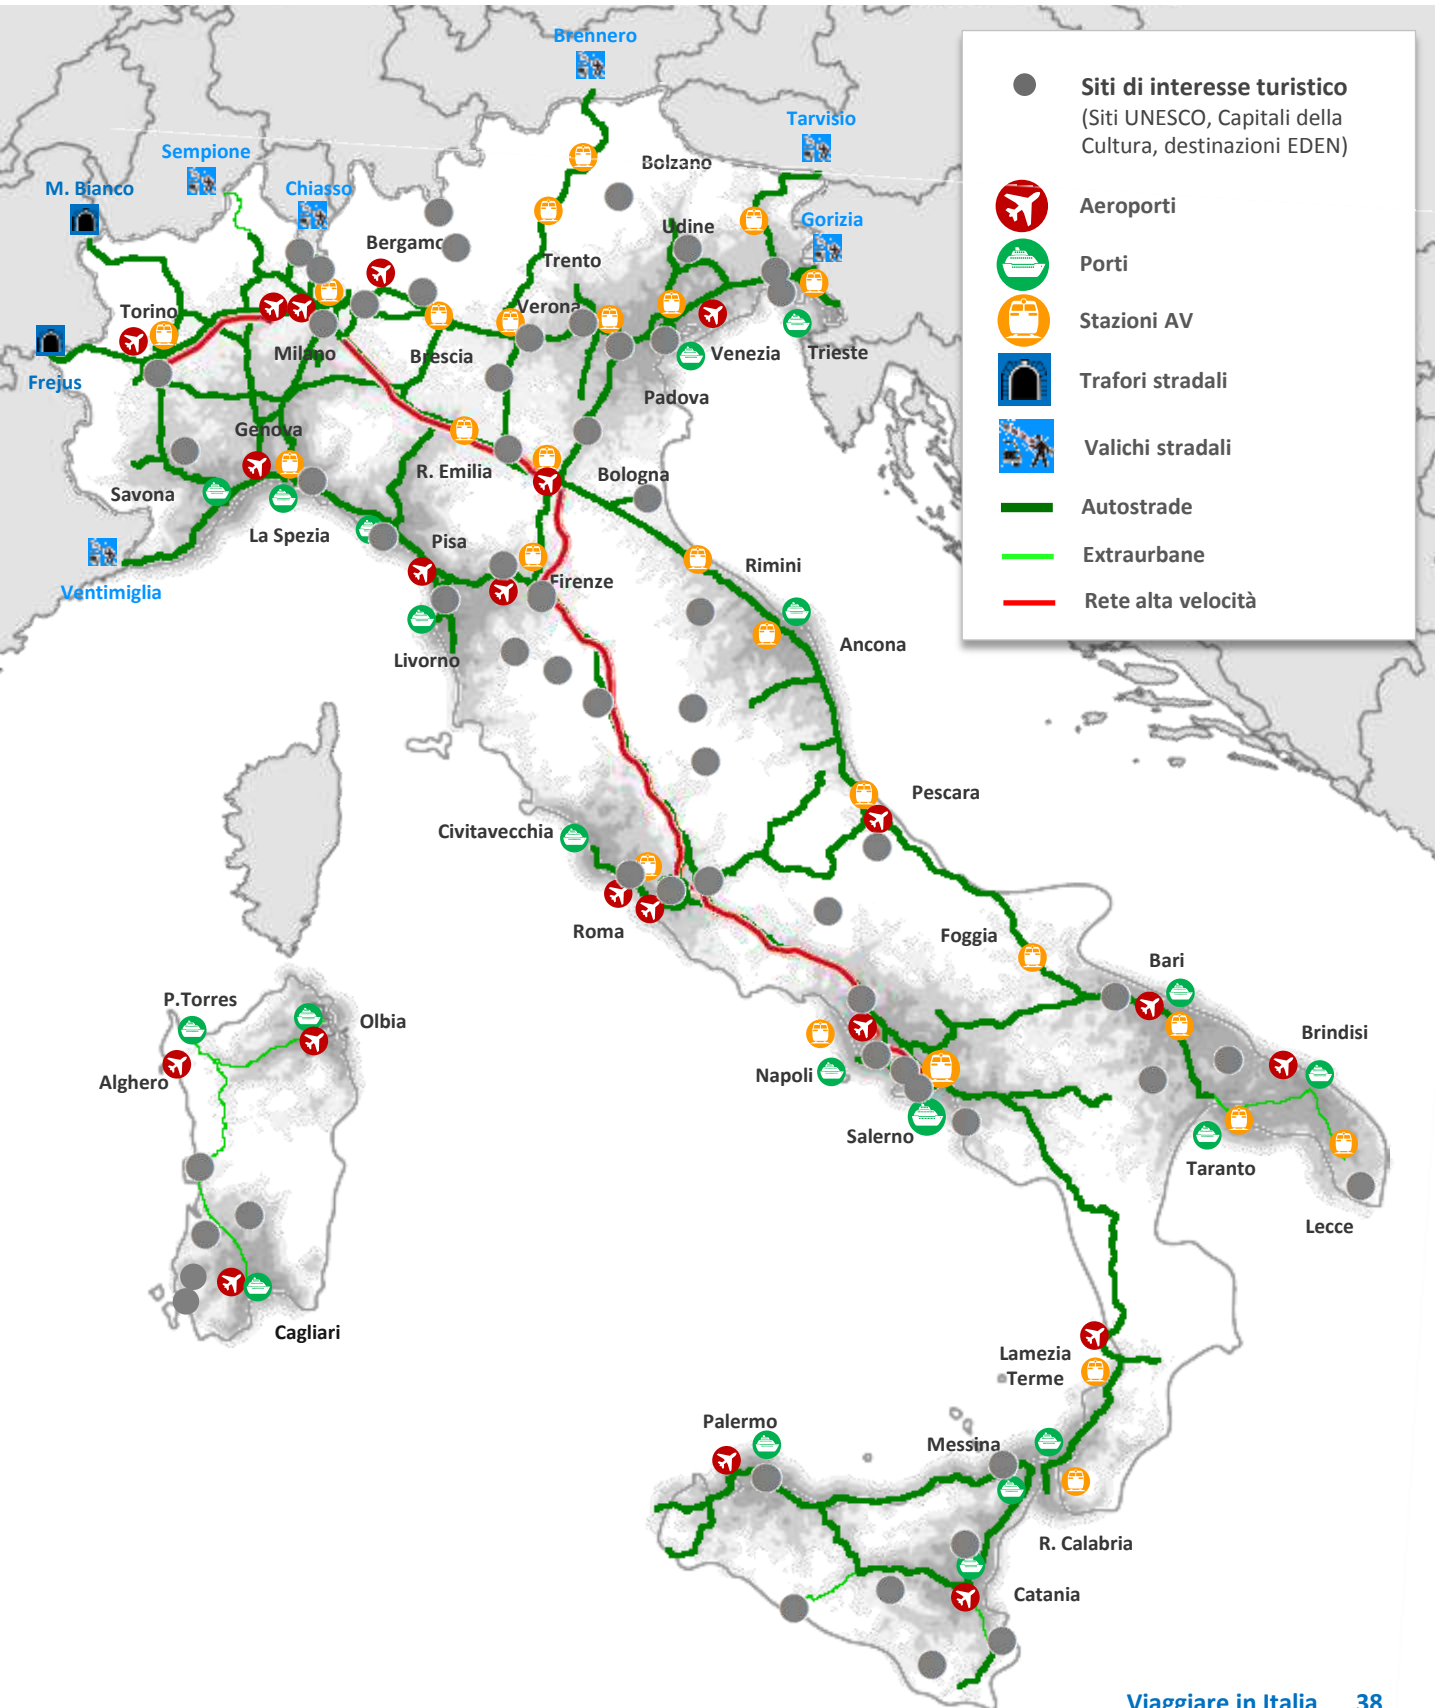 Brennero
Tarvisio
Sempione
Bolzano
M. Bianco
Chiasso
Gorizia
Udine
Bergamo
Trento
Torino
Verona
Milano
Brescia
Venezia
Trieste
Frejus
Padova
Genova
R. Emilia
Bologna
Savona
La Spezia
Pisa
Rimini
Firenze
Ventimiglia
Ancona
Livorno
Pescara
Civitavecchia
Roma
Foggia
Bari
P.Torres
Olbia
Brindisi
Alghero
Napoli
Salerno
Taranto
Lecce
Cagliari
Lamezia
Terme
Palermo
Messina
R. Calabria
Catania
Siti di interesse turistico
(Siti UNESCO, Capitali della
Cultura, destinazioni EDEN)
Aeroporti
Porti
Stazioni AV
Trafori stradali
Valichi stradali
Autostrade
Extraurbane
Rete alta velocità
Viaggiare in Italia 38